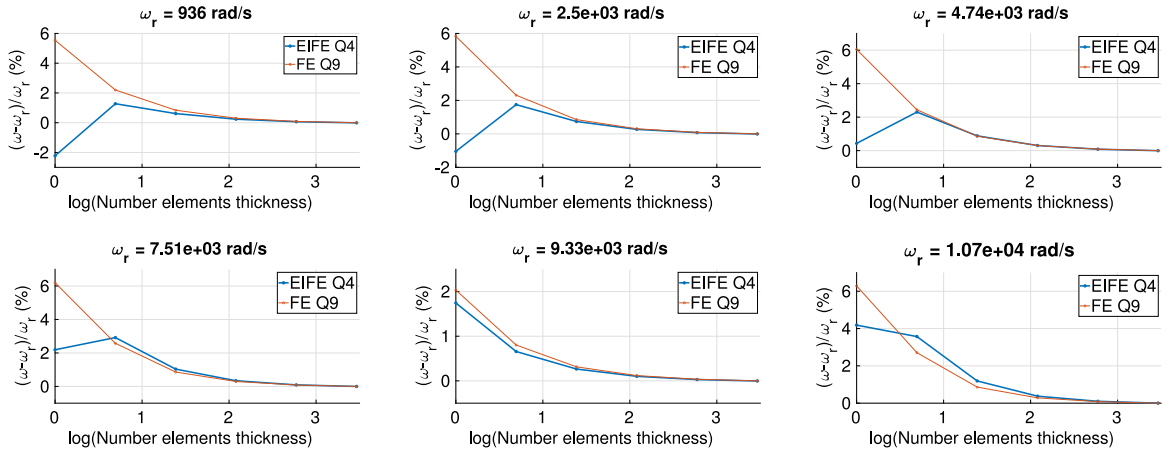 ω_r = 936 rad/s
(ω-ω_r)/ω_r (%)
6
4
2
0
-2
EIFE Q4
FE Q9
0 1 2 3
log(Number elements thickness)
ω_r = 2.5e+03 rad/s
(ω-ω_r)/ω_r (%)
6
4
2
0
-2
EIFE Q4
FE Q9
0 1 2 3
log(Number elements thickness)
ω_r = 4.74e+03 rad/s
(ω-ω_r)/ω_r (%)
6
4
2
0
EIFE Q4
FE Q9
0 1 2 3
log(Number elements thickness)
ω_r = 7.51e+03 rad/s
(ω-ω_r)/ω_r (%)
6
4
2
0
EIFE Q4
FE Q9
0 1 2 3
log(Number elements thickness)
ω_r = 9.33e+03 rad/s
(ω-ω_r)/ω_r (%)
2
1
0
EIFE Q4
FE Q9
0 1 2 3
log(Number elements thickness)
ω_r = 1.07e+04 rad/s
(ω-ω_r)/ω_r (%)
6
4
2
0
EIFE Q4
FE Q9
0 1 2 3
log(Number elements thickness)